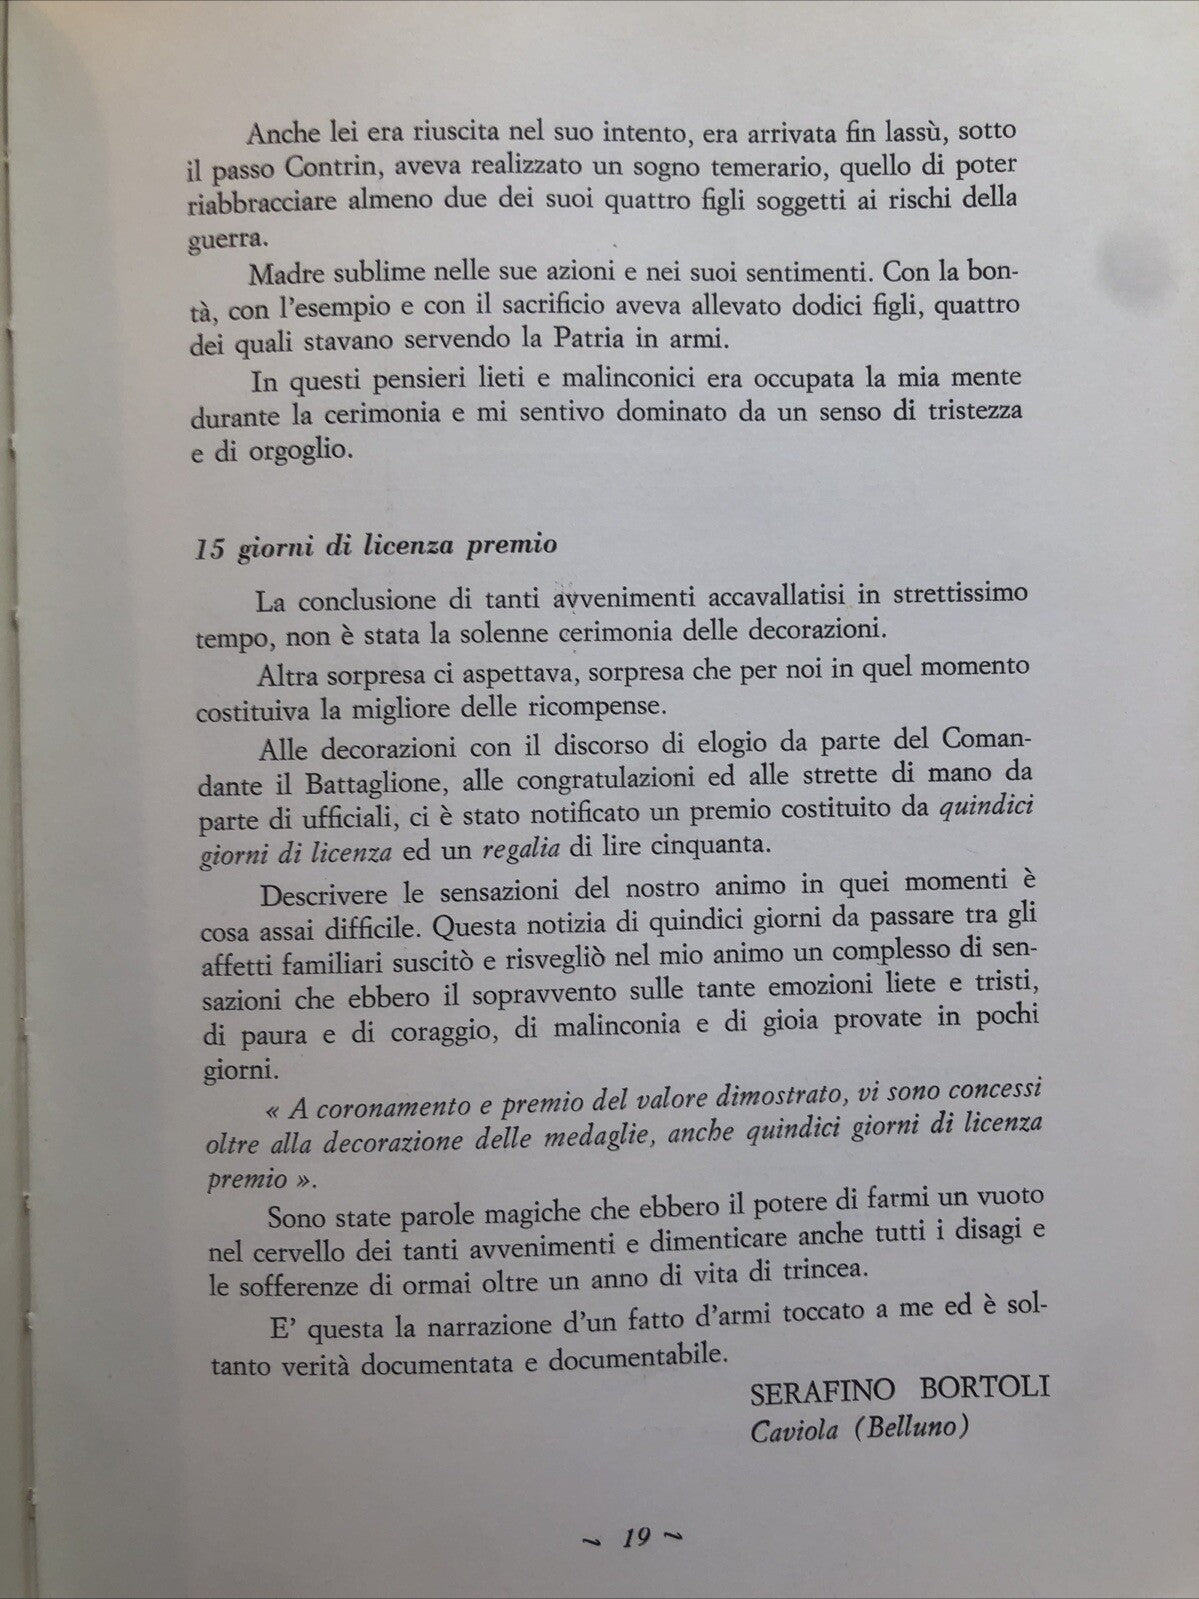 Anche lei era riuscita nel suo intento, era arrivata fin lassù, sotto
il passo Contrin, aveva realizzato un sogno temerario, quello di poter
riabbracciare almeno due dei suoi quattro figli soggetti ai rischi della
guerra.
Madre sublime nelle sue azioni e nei suoi sentimenti. Con la bon-
tà, con l'esempio e con il sacrificio aveva allevato dodici figli, quattro
dei quali stavano servendo la Patria in armi.
In questi pensieri lieti e malinconici era occupata la mia mente
durante la cerimonia e mi sentivo dominato da un senso di tristezza
e di orgoglio.
15 giorni di licenza premio
La conclusione di tanti avvenimenti accavallatisi in strettissimo
tempo, non è stata la solenne cerimonia delle decorazioni.
Altra sorpresa ci aspettava, sorpresa che per noi in quel momento
costituiva la migliore delle ricompense.
Alle decorazioni con il discorso di elogio da parte del Coman-
dante il Battaglione, alle congratulazioni ed alle strette di mano da
parte di ufficiali, ci è stato notificato un premio costituito da quindici
giorni di licenza ed un regalia di lire cinquanta.
Descrivere le sensazioni del nostro animo in quei momenti è
cosa assai difficile. Questa notizia di quindici giorni da passare tra gli
affetti familiari suscitò e risvegliò nel mio animo un complesso di sen-
sazioni che ebbero il sopravvento sulle tante emozioni liete e tristi,
di paura e di coraggio, di malinconia e di gioia provate in pochi
giorni.
« A coronamento e premio del valore dimostrato, vi sono concessi
oltre alla decorazione delle medaglie, anche quindici giorni di licenza
premio ».
Sono state parole magiche che ebbero il potere di farmi un vuoto
nel cervello dei tanti avvenimenti e dimenticare anche tutti i disagi e
le sofferenze di ormai oltre un anno di vita di trincea.
E' questa la narrazione d'un fatto d'armi toccato a me ed è sol-
tanto verità documentata e documentabile.
SERAFINO BORTOLI
Caviola (Belluno)
~ 19 ~